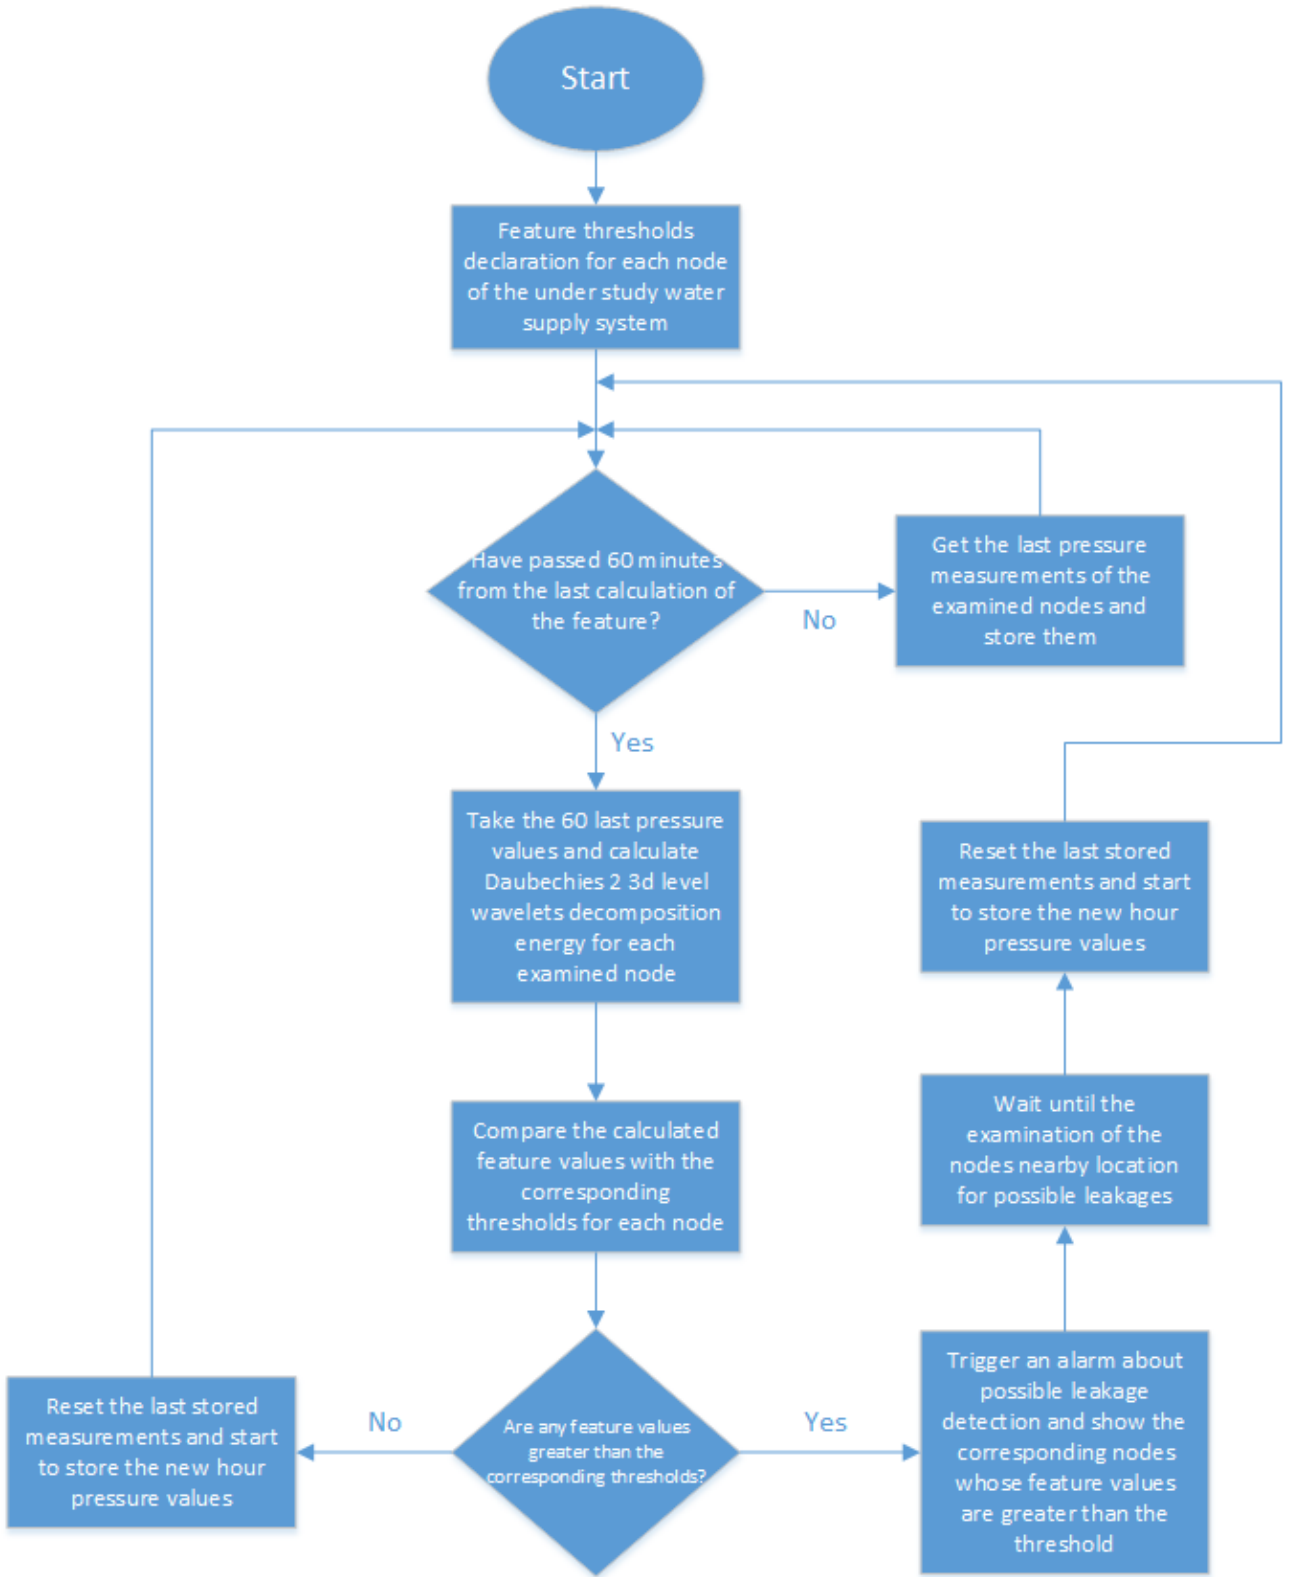 Start
Feature thresholds
declaration for each node
of the under study water
supply system
Have passed 60 minutes
from the last calculation of
the feature?
No
Get the last pressure
measurements of the
examined nodes and
store them
Yes
Take the 60 last pressure
values and calculate
Daubechies 2 3d level
wavelets decomposition
energy for each
examined node
Reset the last stored
measurements and start
to store the new hour
pressure values
Compare the calculated
feature values with the
corresponding
thresholds for each node
Wait until the
examination of the
nodes nearby location
for possible leakages
Are any feature values
greater than the
corresponding thresholds?
No
Reset the last stored
measurements and start
to store the new hour
pressure values
Yes
Trigger an alarm about
possible leakage
detection and show the
corresponding nodes
whose feature values
are greater than the
threshold